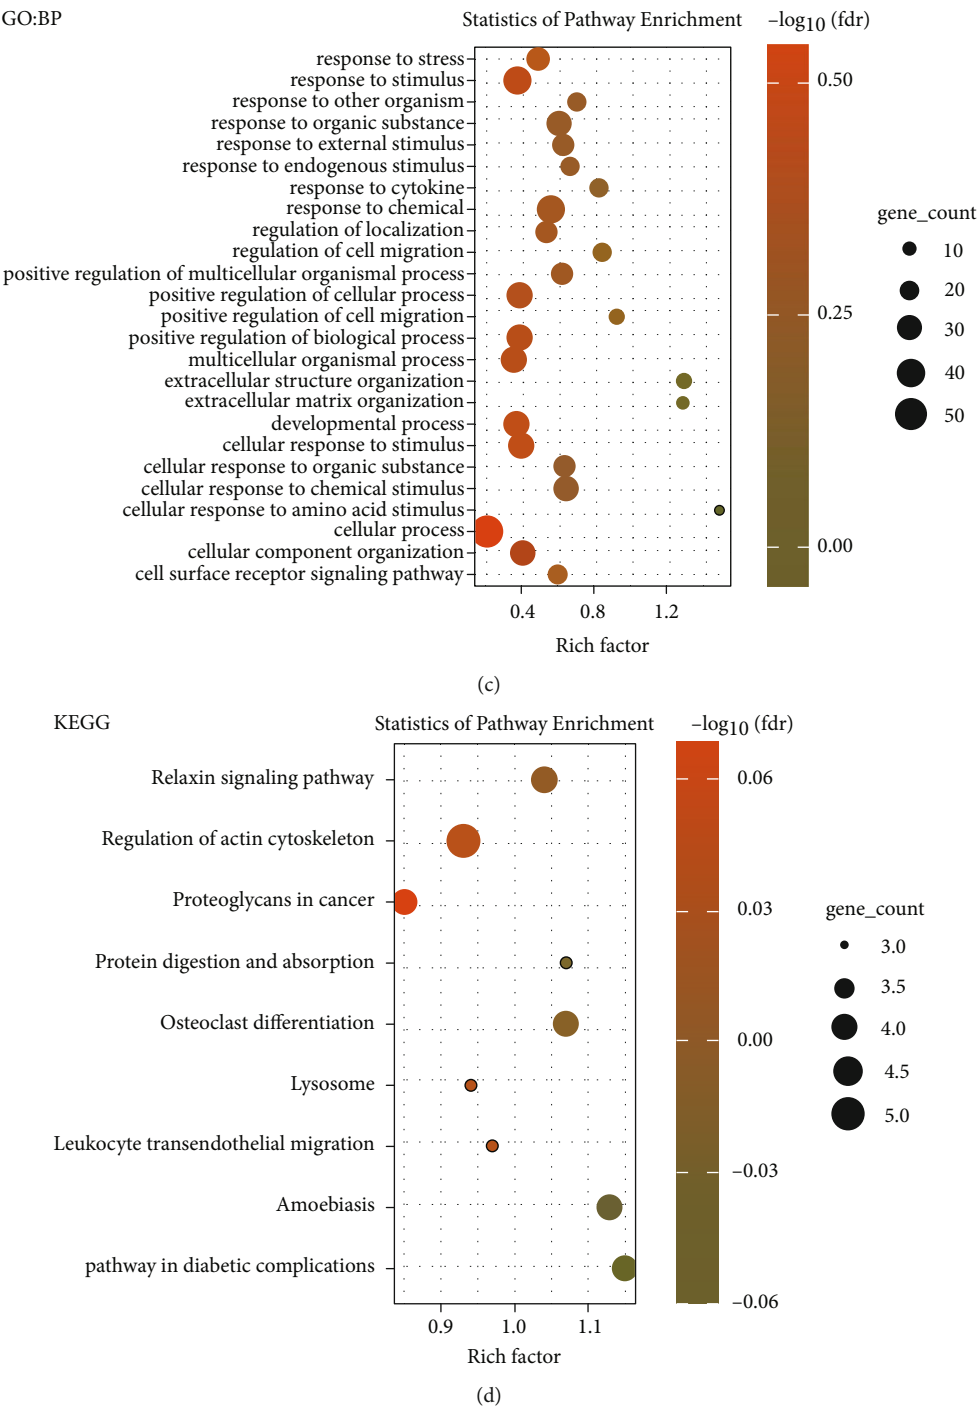 GO:BP
Statistics of Pathway Enrichment
–log10 (fdr)
response to stress
response to stimulus
response to other organism
response to organic substance
response to external stimulus
response to endogenous stimulus
response to cytokine
response to chemical
regulation of localization
regulation of cell migration
positive regulation of multicellular organismal process
positive regulation of cellular process
positive regulation of cell migration
positive regulation of biological process
multicellular organismal process
extracellular structure organization
extracellular matrix organization
developmental process
cellular response to stimulus
cellular response to organic substance
cellular response to chemical stimulus
cellular response to amino acid stimulus
cellular process
cellular component organization
cell surface receptor signaling pathway
0.4 0.8 1.2
Rich factor
0.50
0.25
0.00
gene_count
10
20
30
40
50
(c)
KEGG
Statistics of Pathway Enrichment
–log10 (fdr)
Relaxin signaling pathway
Regulation of actin cytoskeleton
Proteoglycans in cancer
Protein digestion and absorption
Osteoclast differentiation
Lysosome
Leukocyte transendothelial migration
Amoebiasis
pathway in diabetic complications
0.9 1.0 1.1
Rich factor
0.06
0.03
0.00
–0.03
–0.06
gene_count
3.0
3.5
4.0
4.5
5.0
(d)